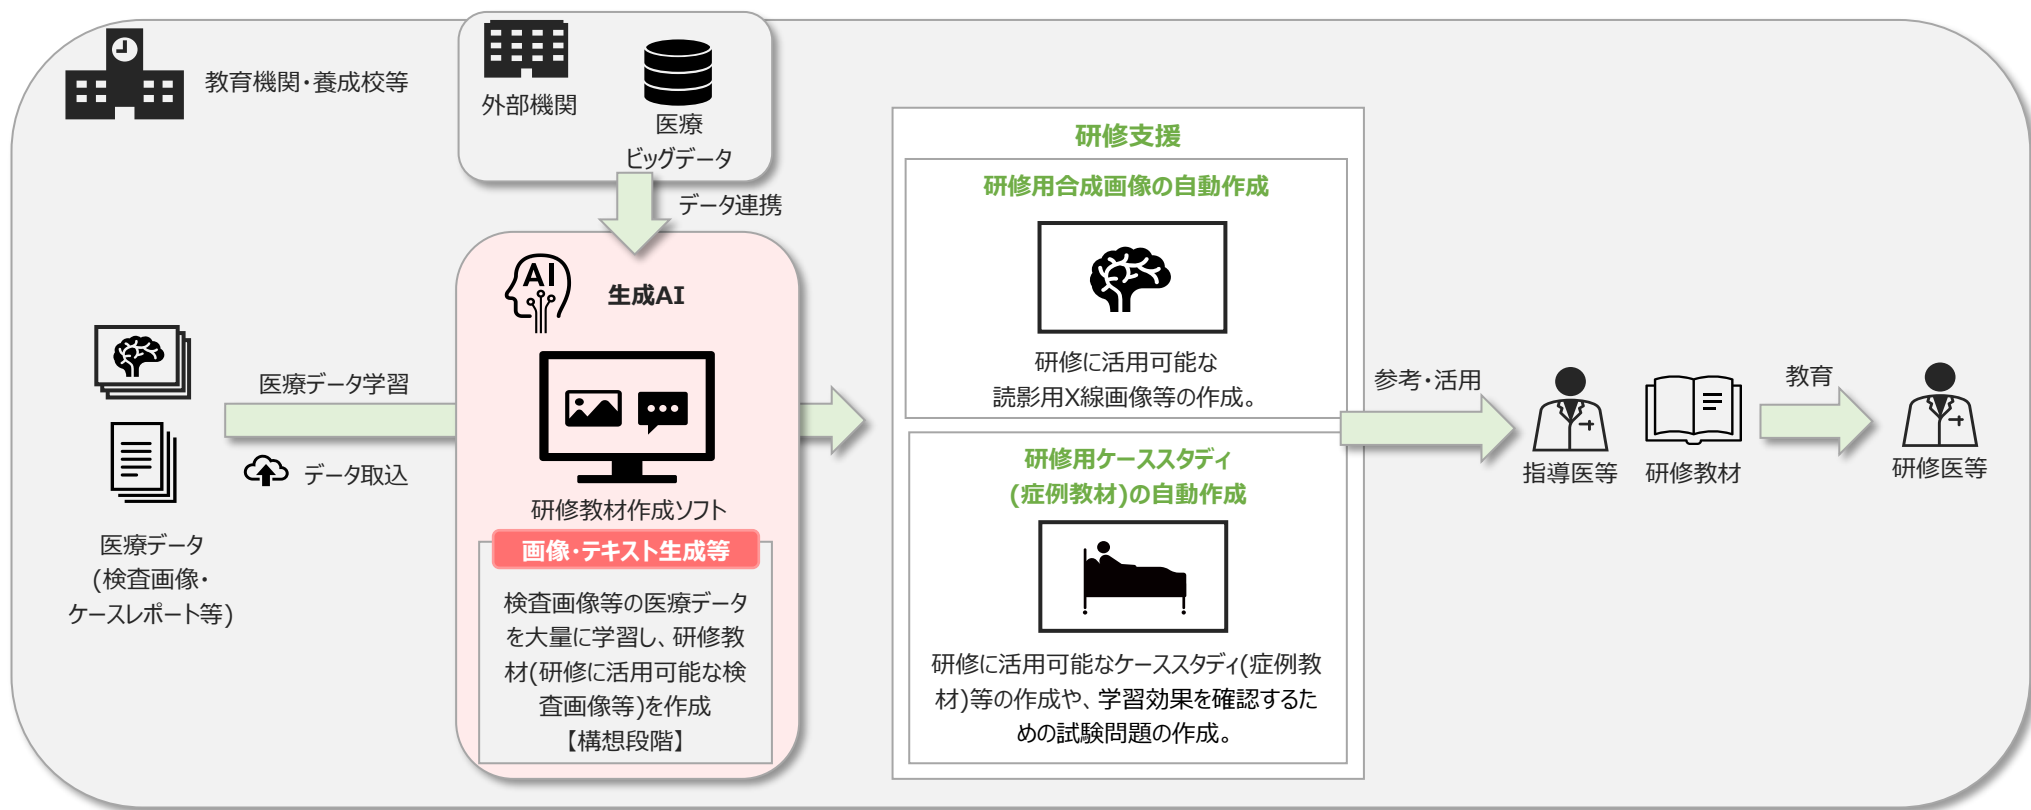 教育機関・養成校等
外部機関
医療
ビッグデータ
データ連携
AI
生成AI
医療データ学習
データ取込
医療データ
(検査画像・
ケースレポート等)
研修教材作成ソフト
画像・テキスト生成等
検査画像等の医療データ
を大量に学習し、研修教
材(研修に活用可能な検
査画像等)を作成
【構想段階】
研修支援
研修用合成画像の自動作成
研修に活用可能な
読影用X線画像等の作成。
研修用ケーススタディ
(症例教材)の自動作成
研修に活用可能なケーススタディ(症例教
材)等の作成や、学習効果を確認するた
めの試験問題の作成。
参考・活用
指導医等
研修教材
教育
研修医等